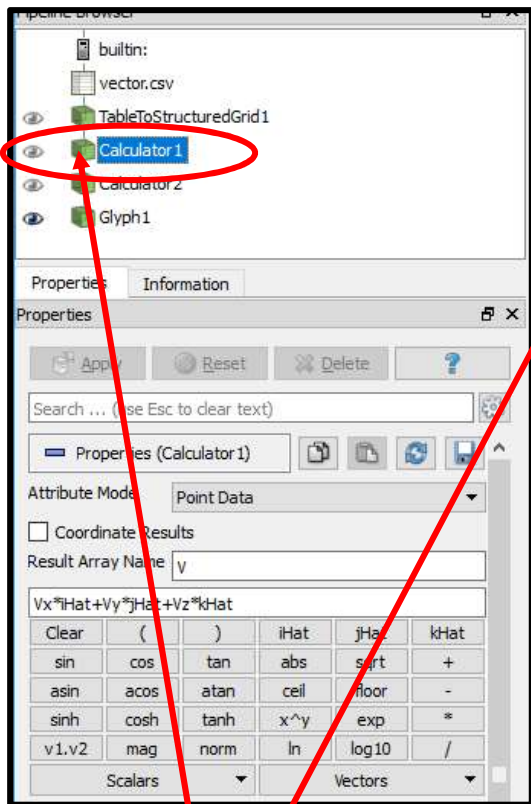 Pipeline Browser
builtin:
vector.csv
TableToStructuredGrid1
Calculator1
Calculator2
Glyph1
Properties Information
Properties
Apply Reset Delete ?
Search ... (use Esc to clear text)
Properties (Calculator1)
Attribute Mode Point Data
Coordinate Results
Result Array Name V
Vx*iHat+Vy*jHat+Vz*kHat
Clear ( ) iHat jHat kHat
sin cos tan abs sqrt +
asin acos atan ceil floor -
sinh cosh tanh x^y exp *
v1.v2 mag norm ln log10 /
Scalars Vectors